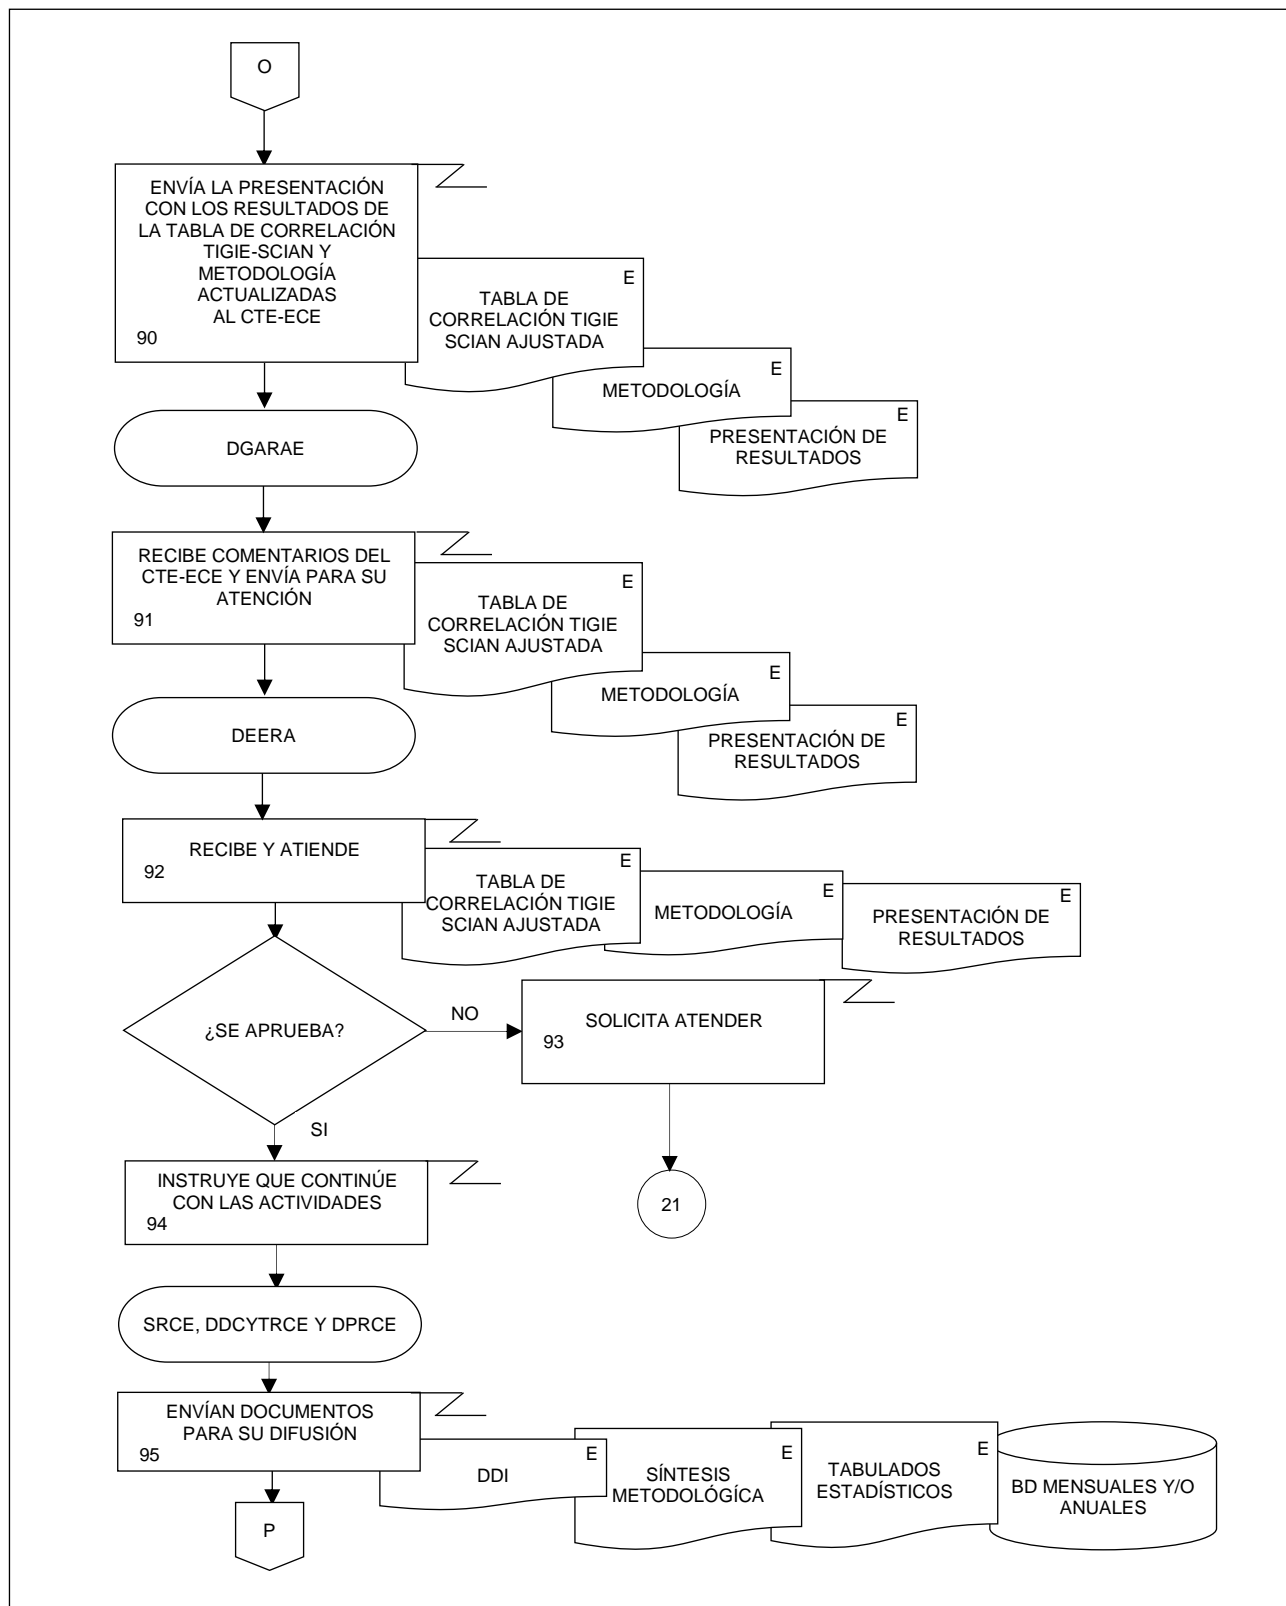 O
ENVÍA LA PRESENTACIÓN
CON LOS RESULTADOS DE
LA TABLA DE CORRELACIÓN
TIGIE-SCIAN Y
METODOLOGÍA
ACTUALIZADAS
AL CTE-ECE
90
E
TABLA DE
CORRELACIÓN TIGIE
SCIAN AJUSTADA
E
METODOLOGÍA
E
PRESENTACIÓN DE
RESULTADOS
DGARAE
RECIBE COMENTARIOS DEL
CTE-ECE Y ENVÍA PARA SU
ATENCIÓN
91
E
TABLA DE
CORRELACIÓN TIGIE
SCIAN AJUSTADA
E
METODOLOGÍA
E
PRESENTACIÓN DE
RESULTADOS
DEERA
RECIBE Y ATIENDE
92
E
TABLA DE
CORRELACIÓN TIGIE
SCIAN AJUSTADA
E
METODOLOGÍA
E
PRESENTACIÓN DE
RESULTADOS
¿SE APRUEBA?
NO
SOLICITA ATENDER
93
SI
21
INSTRUYE QUE CONTINÚE
CON LAS ACTIVIDADES
94
SRCE, DDCYTRCE Y DPRCE
ENVÍAN DOCUMENTOS
PARA SU DIFUSIÓN
95
E
DDI
E
SÍNTESIS
METODOLÓGÍCA
E
TABULADOS
ESTADÍSTICOS
BD MENSUALES Y/O
ANUALES
P